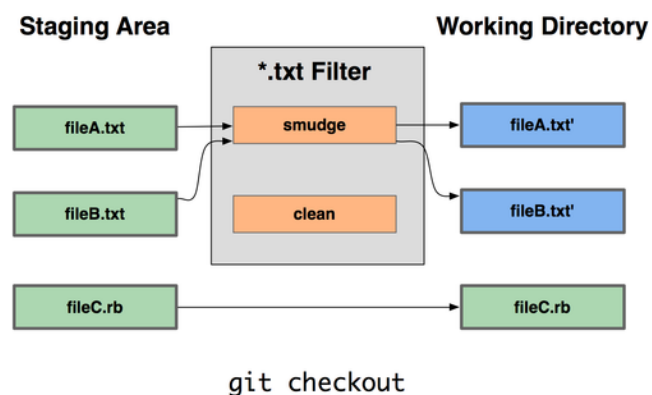 Staging Area
Working Directory
*.txt Filter
fileA.txt
smudge
fileA.txt'
fileB.txt
clean
fileB.txt'
fileC.rb
fileC.rb
git checkout